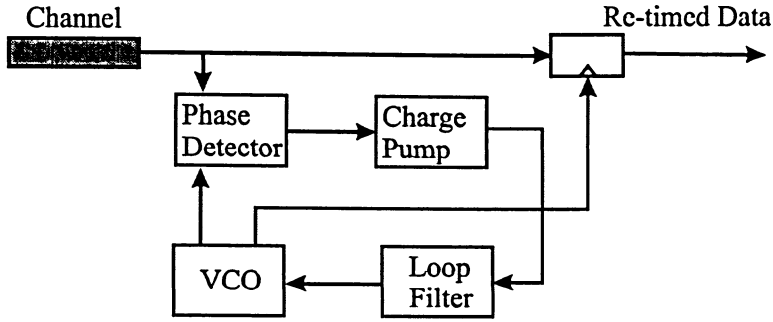 Channel
Re-timed Data
Phase
Detector
Charge
Pump
VCO
Loop
Filter